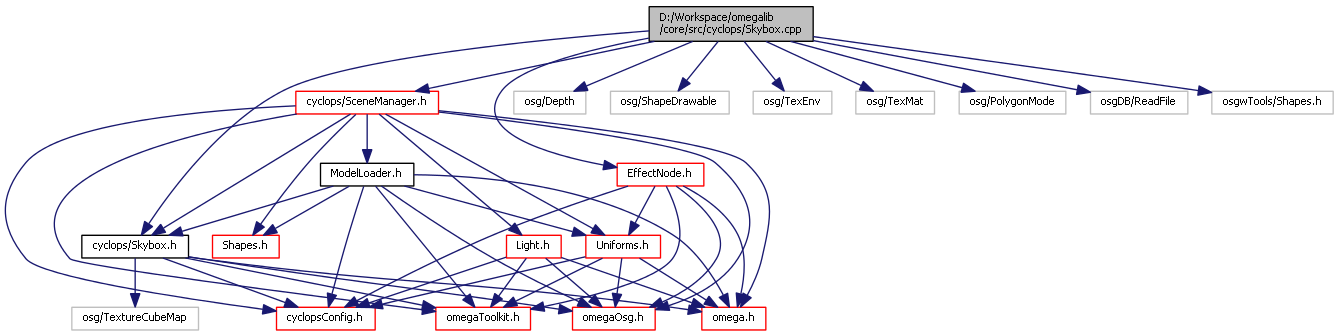 D:/Workspace/omegalib
/core/src/cyclops/Skybox.cpp
cyclops/SceneManager.h
osg/Depth
osg/ShapeDrawable
osg/TexEnv
osg/TexMat
osg/PolygonMode
osgDB/ReadFile
osgwTools/Shapes.h
ModelLoader.h
EffectNode.h
cyclops/Skybox.h
Shapes.h
Light.h
Uniforms.h
osg/TextureCubeMap
cyclopsConfig.h
omegaToolkit.h
omegaOsg.h
omega.h